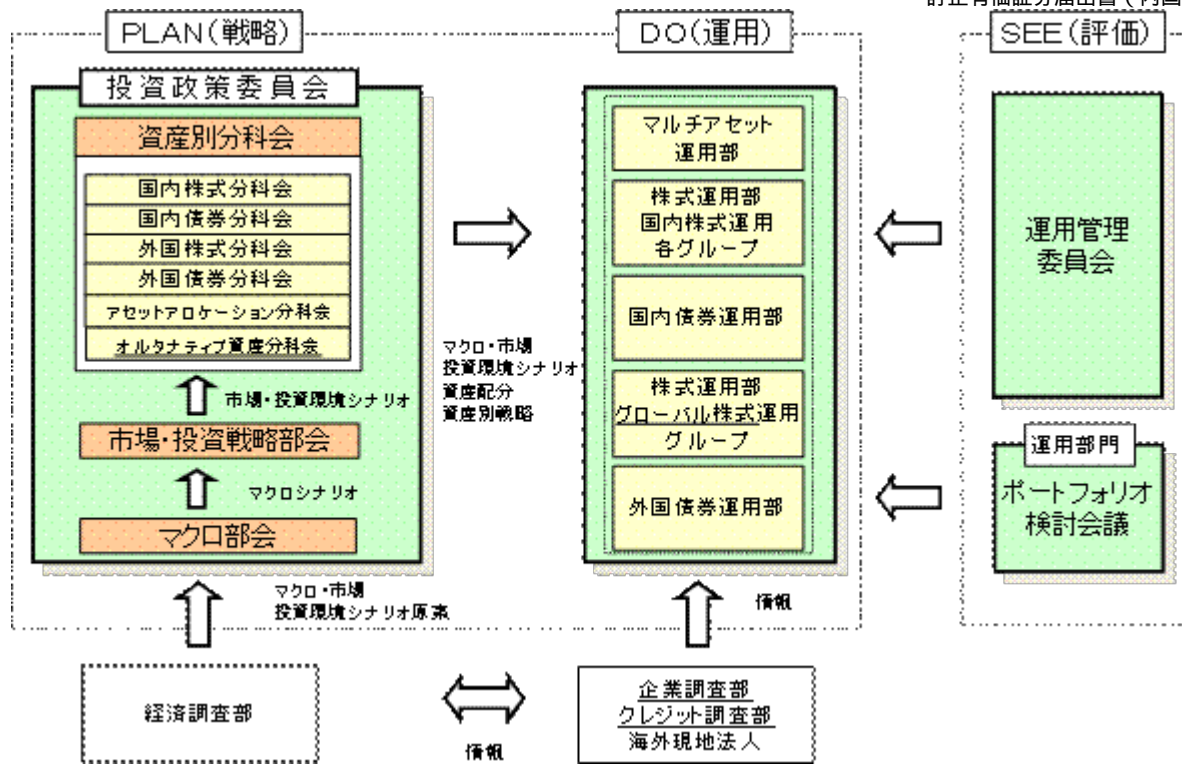 訂正有価証券届出書(内国
PLAN(戦略)
投資政策委員会
資産別分科会
国内株式分科会
国内債券分科会
外国株式分科会
外国債券分科会
アセットアロケーション分科会
オルタナティブ資産分科会
市場・投資環境シナリオ
市場・投資戦略部会
マクロシナリオ
マクロ部会
マクロ・市場
投資環境シナリオ原案
経済調査部
マクロ・市場
投資環境シナリオ
資産配分
資産別戦略
DO(運用)
マルチアセット
運用部
株式運用部
国内株式運用
各グループ
国内債券運用部
株式運用部
グローバル株式運用
グループ
外国債券運用部
情報
情報
企業調査部
クレジット調査部
海外現地法人
SEE(評価)
運用管理
委員会
運用部門
ポートフォリオ
検討会議